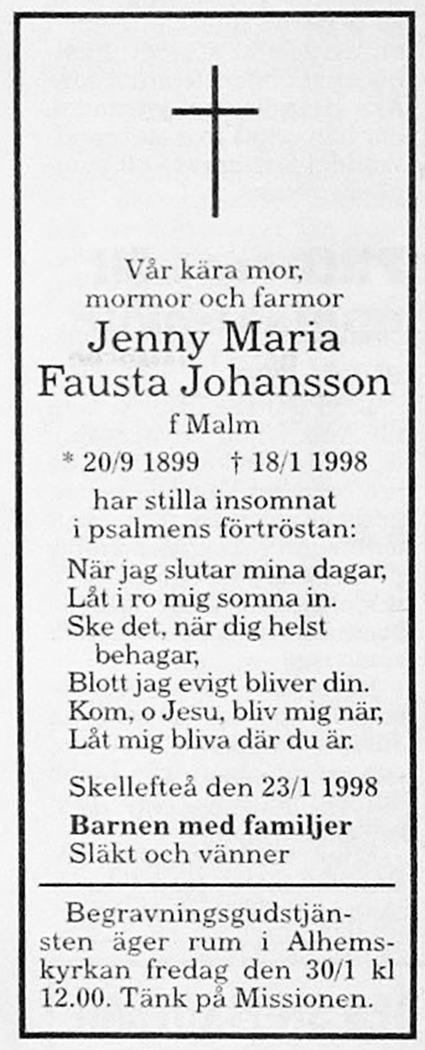 Vår kära mor,
mormor och farmor
Jenny Maria
Fausta Johansson
f Malm
* 20/9 1899 † 18/1 1998
har stilla insomnat
i psalmens förtröstan:
När jag slutar mina dagar,
Låt i ro mig somna in.
Ske det, när dig helst
behagar,
Blott jag evigt bliver din.
Kom, o Jesu, bliv mig när,
Låt mig bliva där du är.
Skellefteå den 23/1 1998
Barnen med familjer
Släkt och vänner
Begravningsgudstjän-
sten äger rum i Alhems-
kyrkan fredag den 30/1 kl
12.00. Tänk på Missionen.